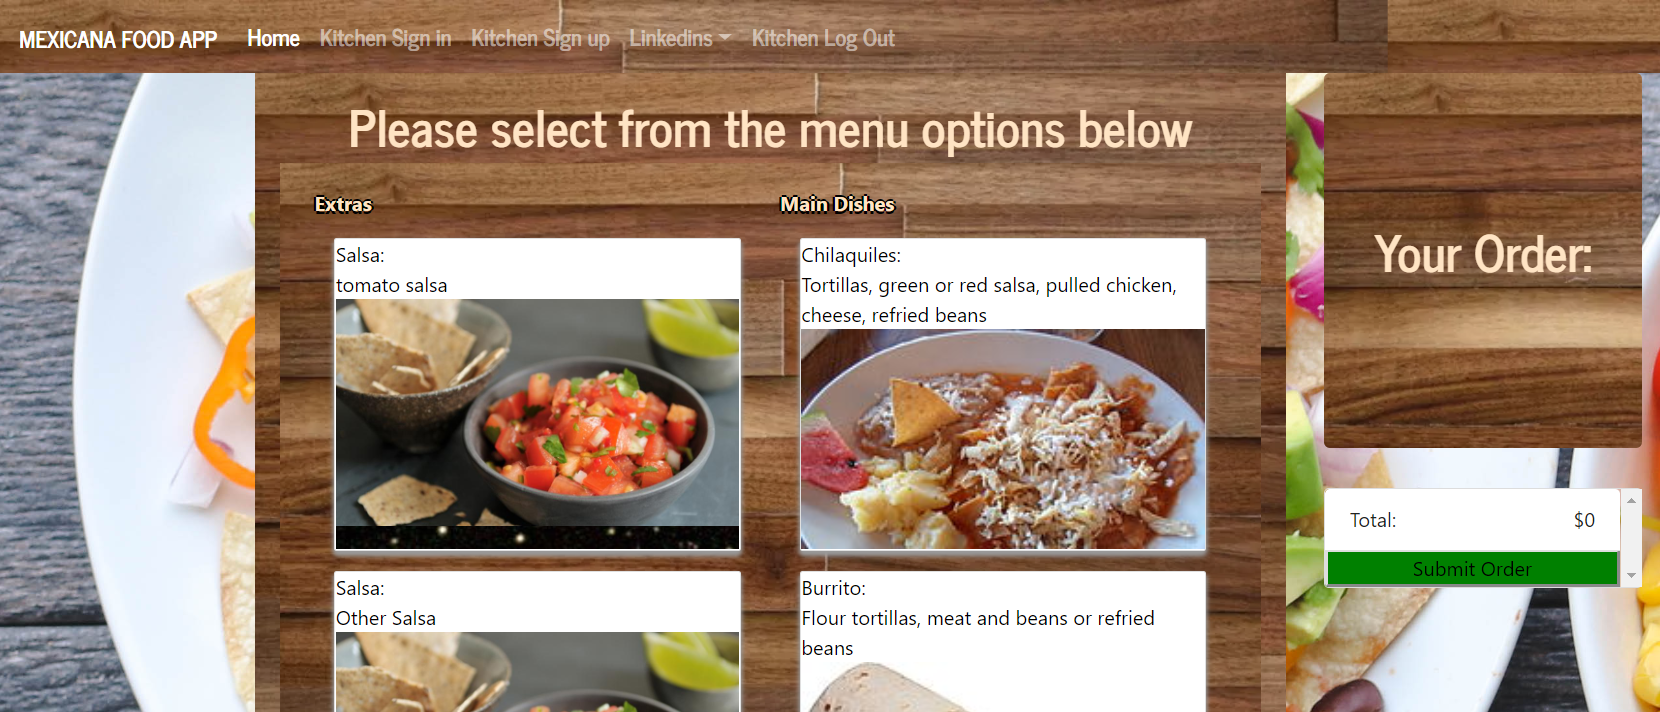 MEXICANA FOOD APP Home Kitchen Sign in Kitchen Sign up Linkedins Kitchen Log Out
Please select from the menu options below
Extras
Salsa:
tomato salsa
Salsa:
Other Salsa
Main Dishes
Chilaquiles:
Tortillas, green or red salsa, pulled chicken,
cheese, refried beans
Burrito:
Flour tortillas, meat and beans or refried
beans
Your Order:
Total: $0
Submit Order